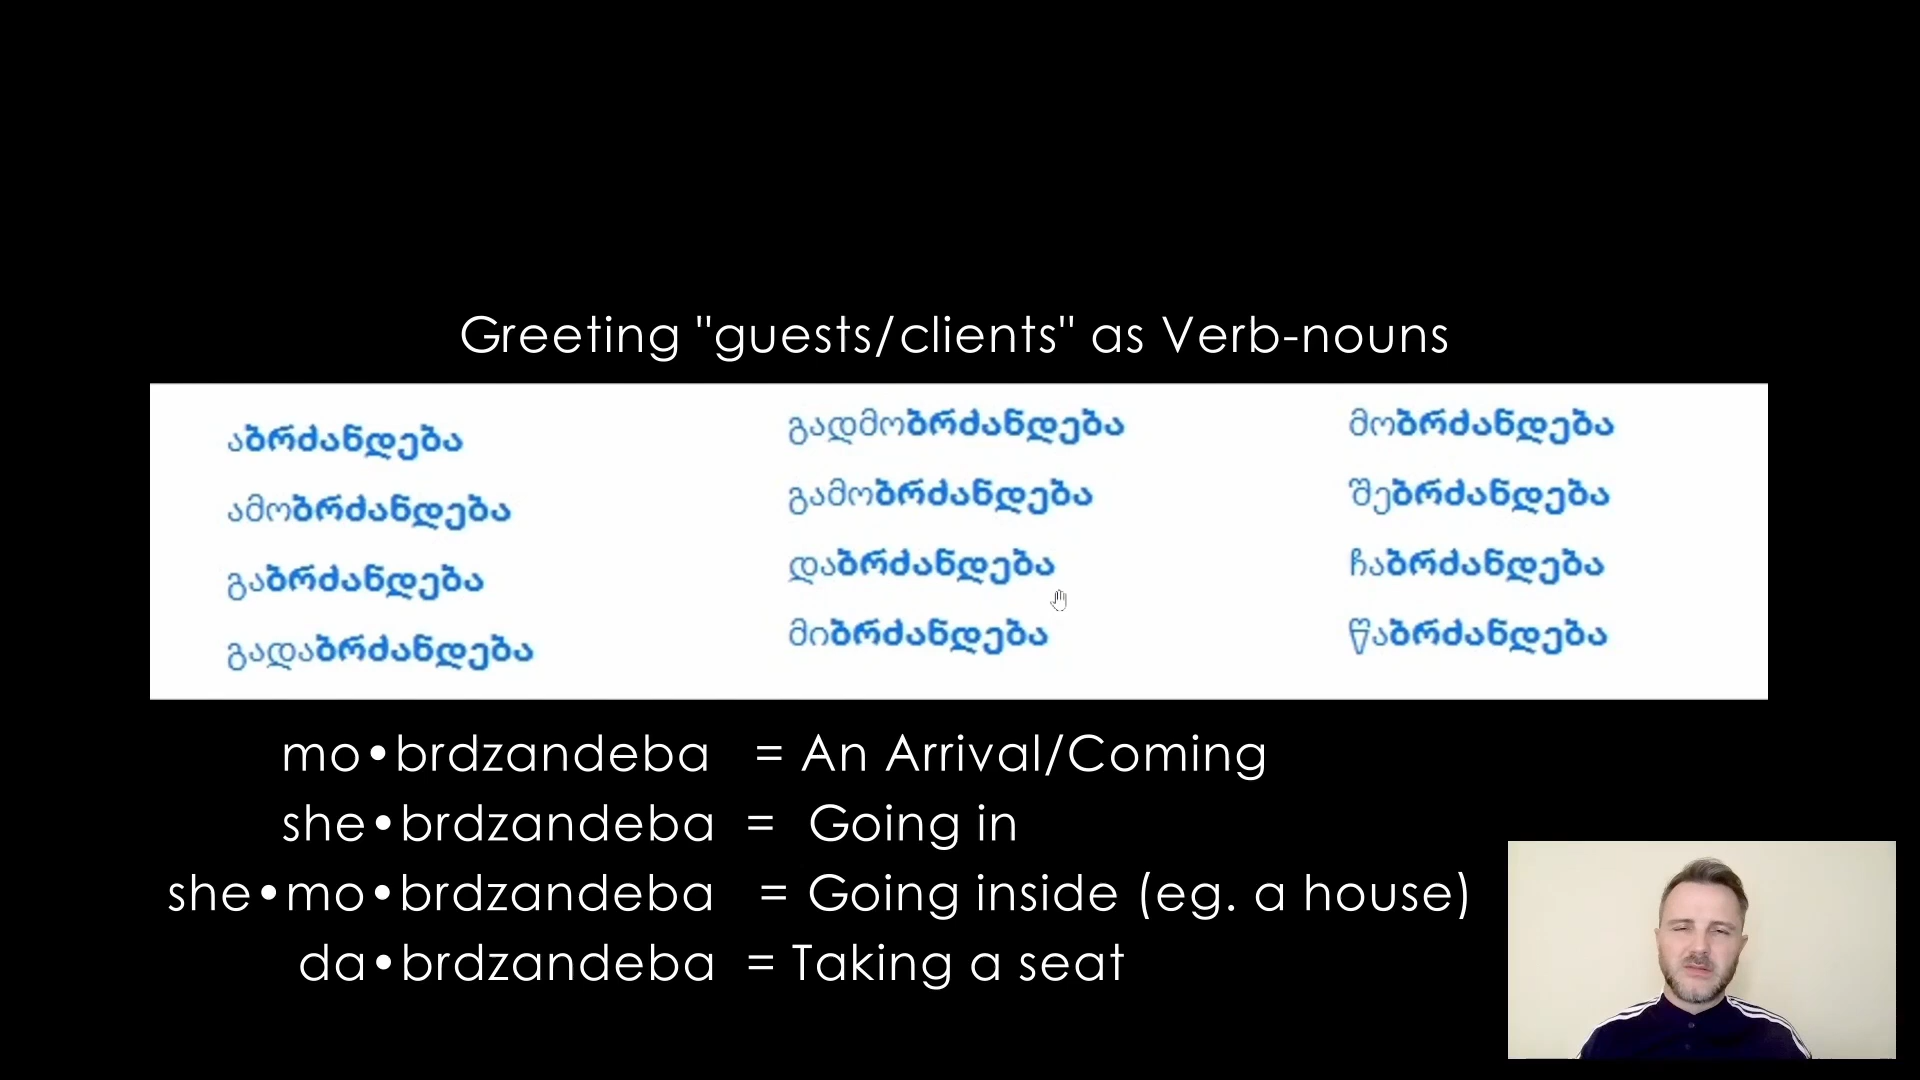 Greeting "guests/clients" as Verb-nouns
აბრძანდება
ამობრძანდება
გაბრძანდება
გადაბრძანდება
გადმობრძანდება
გამობრძანდება
დაბრძანდება
მიბრძანდება
მობრძანდება
შებრძანდება
ჩაბრძანდება
წაბრძანდება
mo•brdzandeba = An Arrival/Coming
she•brdzandeba = Going in
she•mo•brdzandeba = Going inside (eg. a house)
da•brdzandeba = Taking a seat